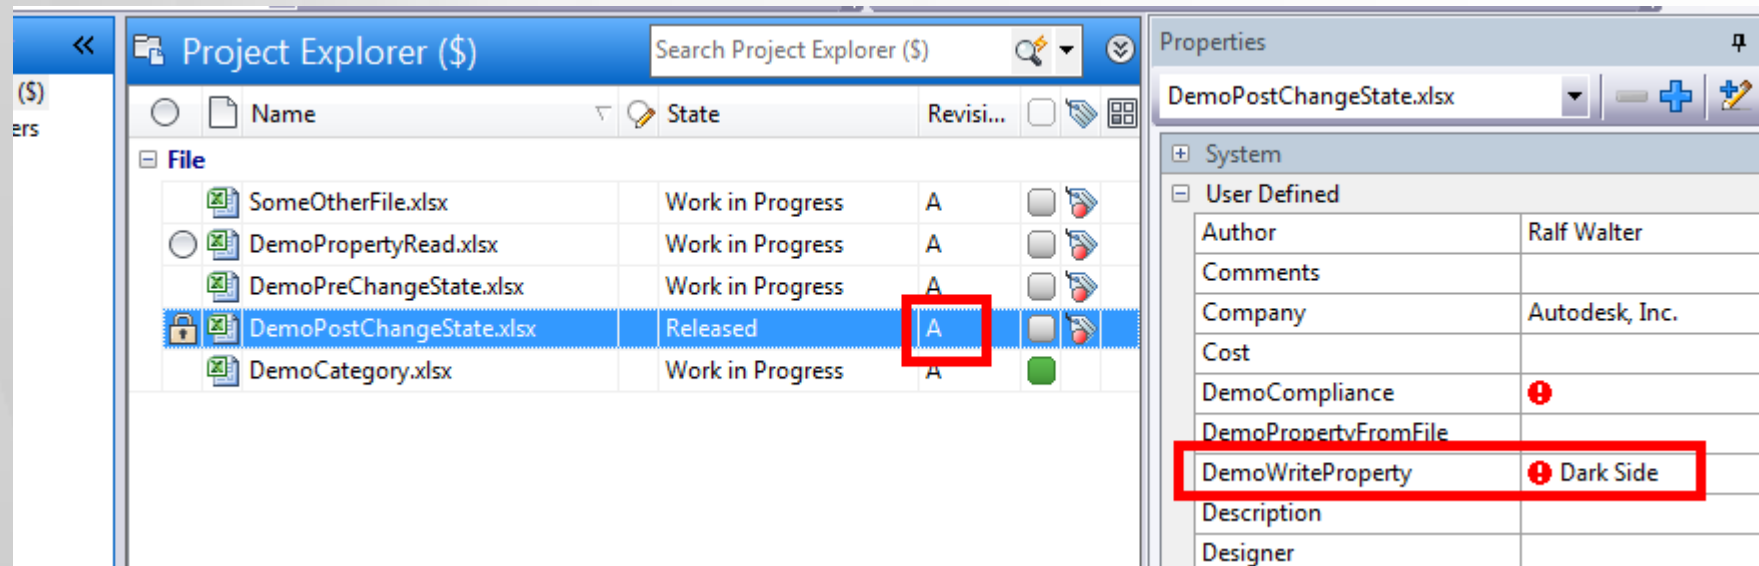 ($)
ers
Project Explorer ($)
Search Project Explorer ($)
Name State Revisi...
File
SomeOtherFile.xlsx Work in Progress A
DemoPropertyRead.xlsx Work in Progress A
DemoPreChangeState.xlsx Work in Progress A
DemoPostChangeState.xlsx Released A
DemoCategory.xlsx Work in Progress A
Properties
DemoPostChangeState.xlsx
System
User Defined
Author Ralf Walter
Comments
Company Autodesk, Inc.
Cost
DemoCompliance
DemoPropertyFromFile
DemoWriteProperty Dark Side
Description
Designer